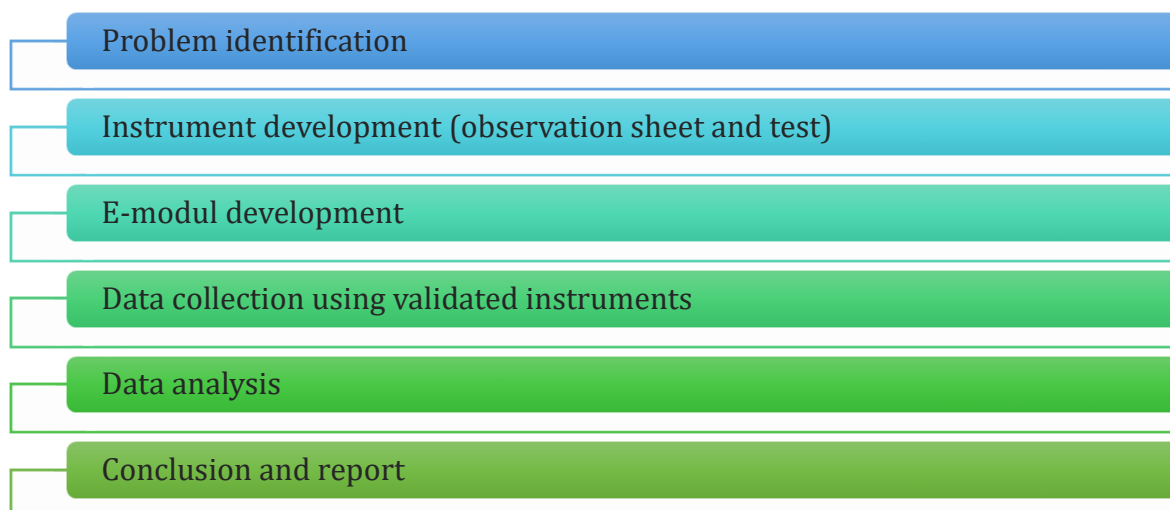 Problem identification
Instrument development (observation sheet and test)
E-modul development
Data collection using validated instruments
Data analysis
Conclusion and report